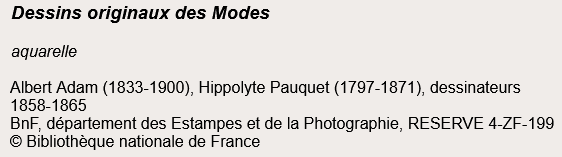 Dessins originaux des Modes
aquarelle
Albert Adam (1833-1900), Hippolyte Pauquet (1797-1871), dessinateurs
1858-1865
BnF, département des Estampes et de la Photographie, RESERVE 4-ZF-199
© Bibliothèque nationale de France